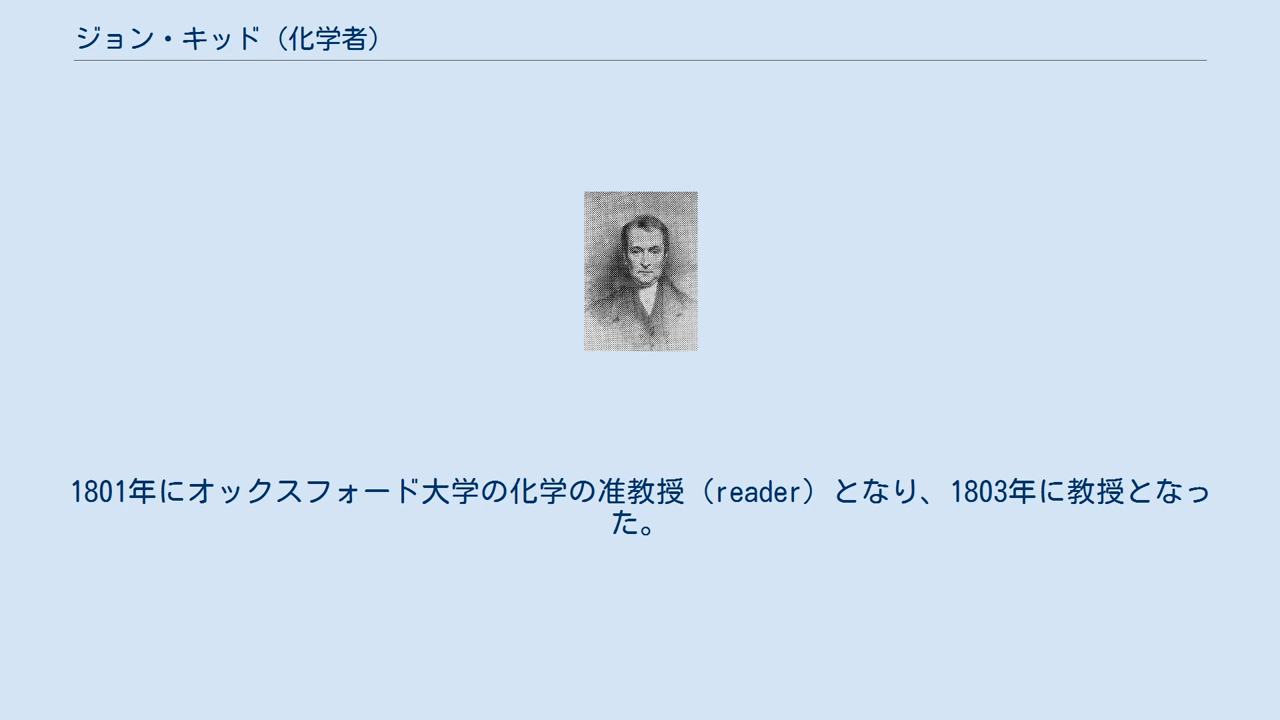 ジョン・キッド（化学者）
1801年にオックスフォード大学の化学の准教授（reader）となり、1803年に教授となっ
た。